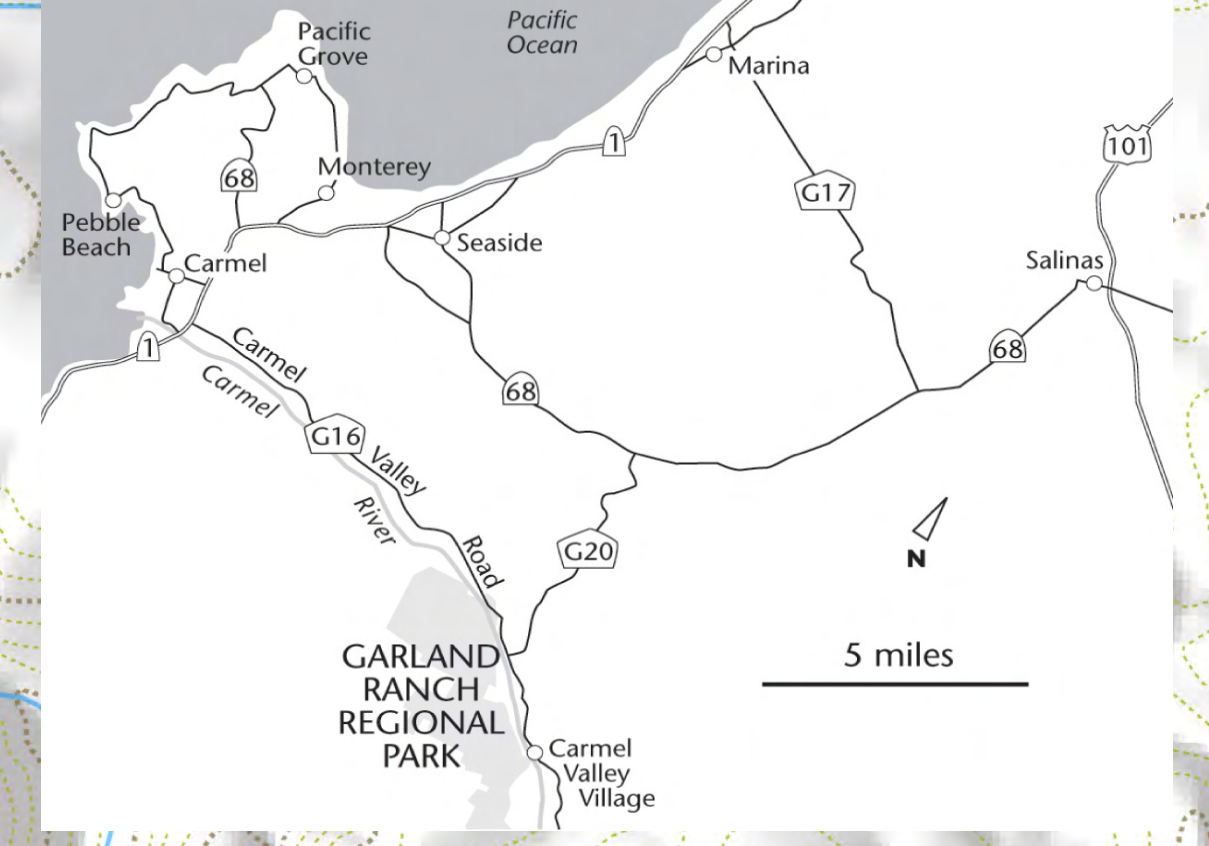 Pacific
Ocean
Pacific
Grove
Marina
1
101
Monterey
68
G17
Pebble
Beach
Seaside
Carmel
Salinas
1
Carmel
68
Carmel
68
G16
Valley
River
Road
G20
N
GARLAND
RANCH
REGIONAL
PARK
5 miles
Carmel
Valley
Village